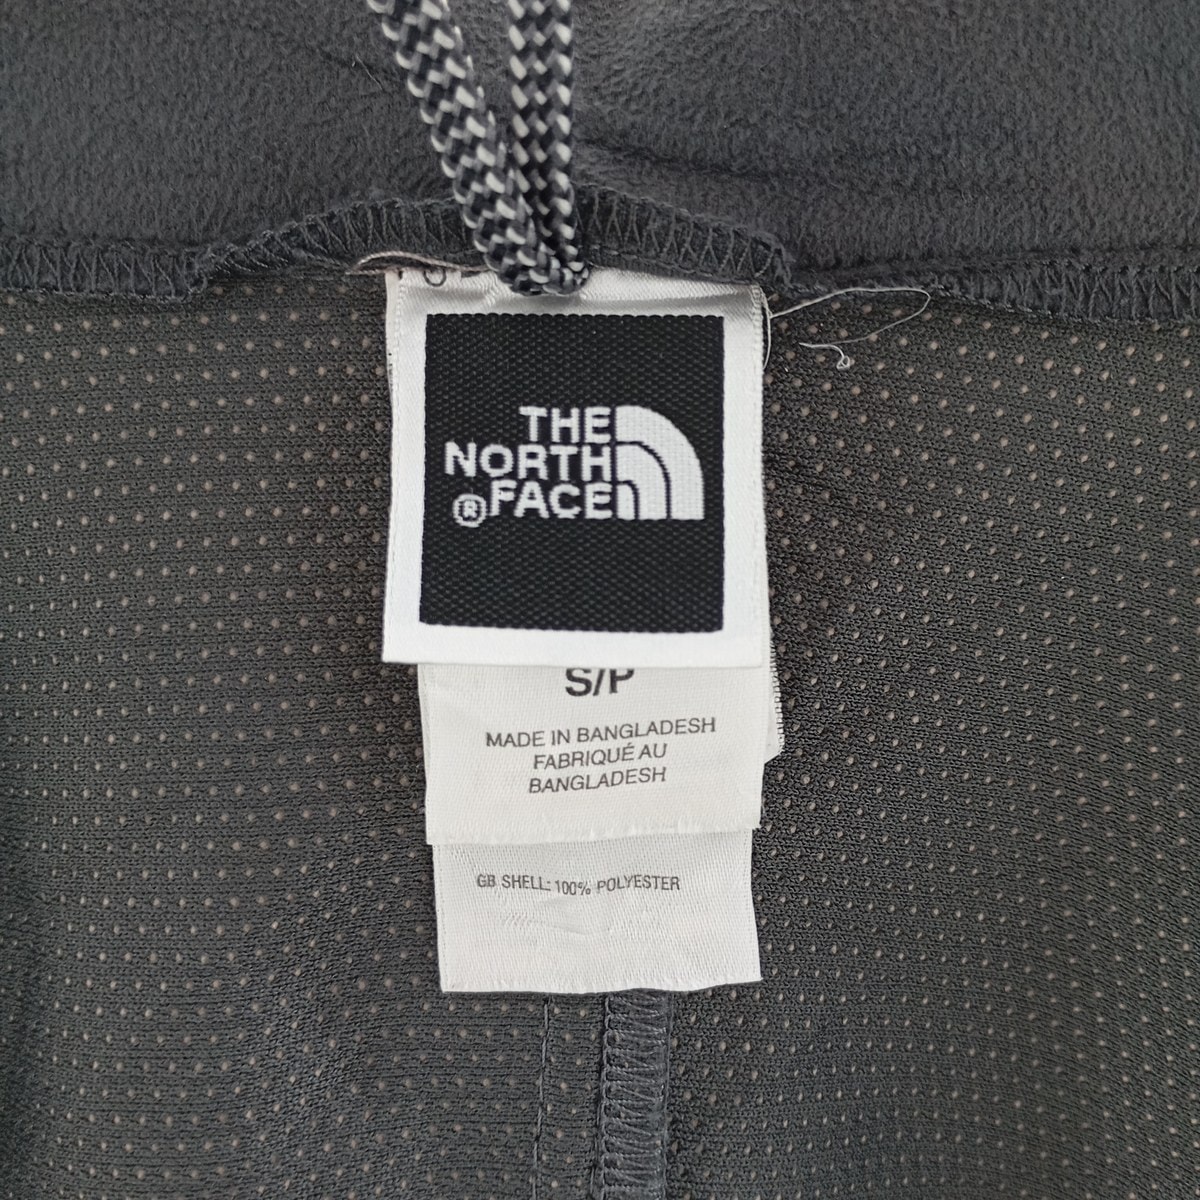 THE
NORTH
® FACE
S/P
MADE IN BANGLADESH
FABRIQUÉ AU
BANGLADESH
GB SHELL: 100% POLYESTER